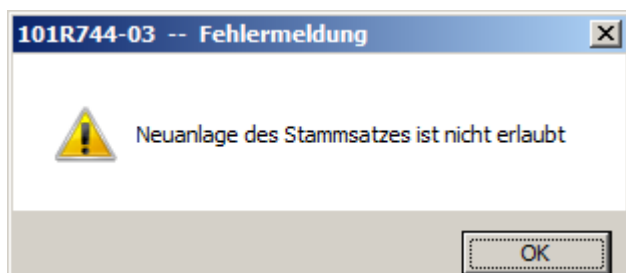 101R744-03 -- Fehlermeldung
Neuanlage des Stammsatzes ist nicht erlaubt
OK